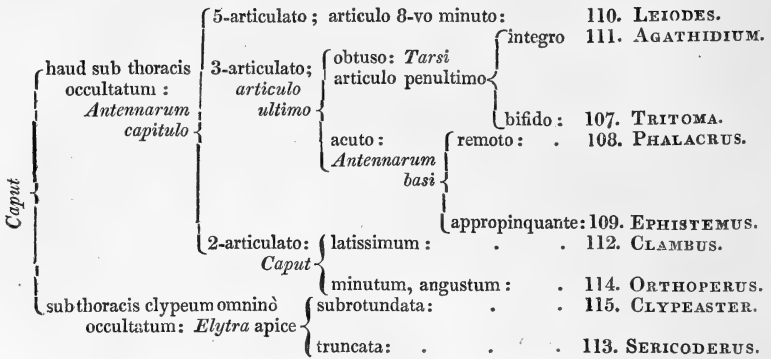 5-articulato; articulo 8-vo minuto: 110. LEIODES.
integro 111. AGATHIDIUM.
haud sub thoracis 3-articulato; obtuso: Tarsi
occultatum: articulo articulo penultimo
Antennarum ultimo
capitulo bifido: 107. TRITOMA.
acuto: remoto: . 108. PHALACRUS.
Antennarum
basi
Caput
appropinquante: 109. EPHISTEMUS.
2-articulato: latissimum: . . 112. CLAMBUS.
Caput
minutum, angustum: . 114. ORTHOPERUS.
sub thoracis clypeum omninò subrotundata: . . 115. CLYPEASTER.
occultatum: Elytra apice
truncata: . . . 113. SERICODERUS.